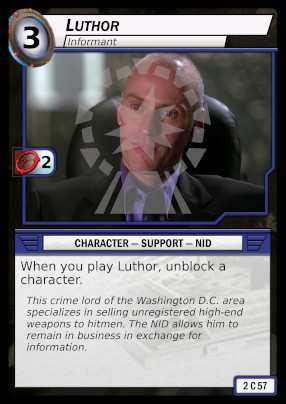 3
LUTHOR
Informant
2
CHARACTER – SUPPORT – NID
When you play Luthor, unblock a
character.
This crime lord of the Washington D.C. area
specializes in selling unregistered high-end
weapons to hitmen. The NID allows him to
remain in business in exchange for
information.
2 C 57